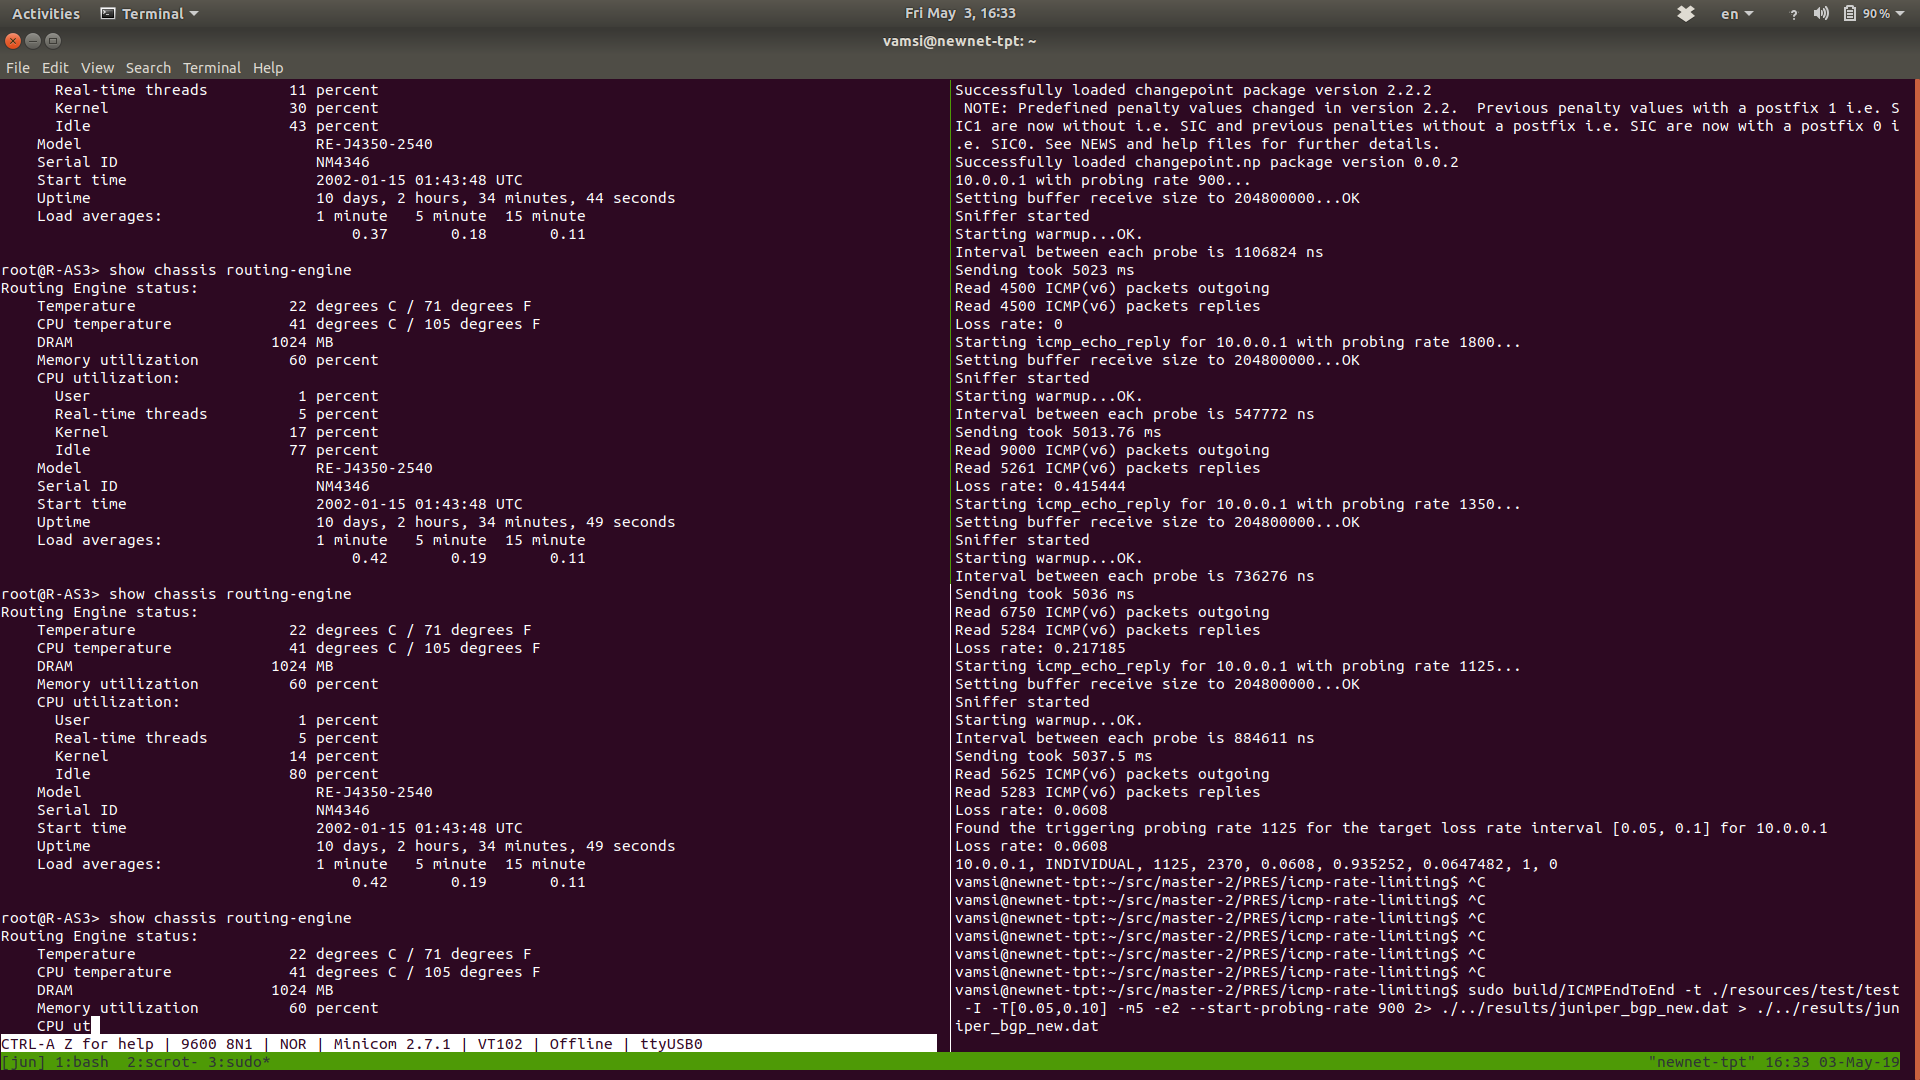 Activities Terminal Fri May 3, 16:33 en ? 90%
vamsi@newnet-tpt: ~
File Edit View Search Terminal Help
Real-time threads 11 percent
Kernel 30 percent
Idle 43 percent
Model RE-J4350-2540
Serial ID NM4346
Start time 2002-01-15 01:43:48 UTC
Uptime 10 days, 2 hours, 34 minutes, 44 seconds
Load averages: 1 minute 5 minute 15 minute
0.37 0.18 0.11
root@R-AS3> show chassis routing-engine
Routing Engine status:
Temperature 22 degrees C / 71 degrees F
CPU temperature 41 degrees C / 105 degrees F
DRAM 1024 MB
Memory utilization 60 percent
CPU utilization:
User 1 percent
Real-time threads 5 percent
Kernel 17 percent
Idle 77 percent
Model RE-J4350-2540
Serial ID NM4346
Start time 2002-01-15 01:43:48 UTC
Uptime 10 days, 2 hours, 34 minutes, 49 seconds
Load averages: 1 minute 5 minute 15 minute
0.42 0.19 0.11
root@R-AS3> show chassis routing-engine
Routing Engine status:
Temperature 22 degrees C / 71 degrees F
CPU temperature 41 degrees C / 105 degrees F
DRAM 1024 MB
Memory utilization 60 percent
CPU utilization:
User 1 percent
Real-time threads 5 percent
Kernel 14 percent
Idle 80 percent
Model RE-J4350-2540
Serial ID NM4346
Start time 2002-01-15 01:43:48 UTC
Uptime 10 days, 2 hours, 34 minutes, 49 seconds
Load averages: 1 minute 5 minute 15 minute
0.42 0.19 0.11
root@R-AS3> show chassis routing-engine
Routing Engine status:
Temperature 22 degrees C / 71 degrees F
CPU temperature 41 degrees C / 105 degrees F
DRAM 1024 MB
Memory utilization 60 percent
CPU ut
CTRL-A Z for help | 9600 8N1 | NOR | Minicom 2.7.1 | VT102 | Offline | ttyUSB0
Successfully loaded changepoint package version 2.2.2
NOTE: Predefined penalty values changed in version 2.2. Previous penalty values with a postfix 1 i.e. S
IC1 are now without i.e. SIC and previous penalties without a postfix i.e. SIC are now with a postfix 0 i
.e. SIC0. See NEWS and help files for further details.
Successfully loaded changepoint.np package version 0.0.2
10.0.0.1 with probing rate 900...
Setting buffer receive size to 204800000...OK
Sniffer started
Starting warmup...OK.
Interval between each probe is 1106824 ns
Sending took 5023 ms
Read 4500 ICMP(v6) packets outgoing
Read 4500 ICMP(v6) packets replies
Loss rate: 0
Starting icmp_echo_reply for 10.0.0.1 with probing rate 1800...
Setting buffer receive size to 204800000...OK
Sniffer started
Starting warmup...OK.
Interval between each probe is 547772 ns
Sending took 5013.76 ms
Read 9000 ICMP(v6) packets outgoing
Read 5261 ICMP(v6) packets replies
Loss rate: 0.415444
Starting icmp_echo_reply for 10.0.0.1 with probing rate 1350...
Setting buffer receive size to 204800000...OK
Sniffer started
Starting warmup...OK.
Interval between each probe is 736276 ns
Sending took 5036 ms
Read 6750 ICMP(v6) packets outgoing
Read 5284 ICMP(v6) packets replies
Loss rate: 0.217185
Starting icmp_echo_reply for 10.0.0.1 with probing rate 1125...
Setting buffer receive size to 204800000...OK
Sniffer started
Starting warmup...OK.
Interval between each probe is 884611 ns
Sending took 5037.5 ms
Read 5625 ICMP(v6) packets outgoing
Read 5283 ICMP(v6) packets replies
Loss rate: 0.0608
Found the triggering probing rate 1125 for the target loss rate interval [0.05, 0.1] for 10.0.0.1
Loss rate: 0.0608
10.0.0.1, INDIVIDUAL, 1125, 2370, 0.0608, 0.935252, 0.0647482, 1, 0
vamsi@newnet-tpt:~/src/master-2/PRES/icmp-rate-limiting$ ^C
vamsi@newnet-tpt:~/src/master-2/PRES/icmp-rate-limiting$ ^C
vamsi@newnet-tpt:~/src/master-2/PRES/icmp-rate-limiting$ ^C
vamsi@newnet-tpt:~/src/master-2/PRES/icmp-rate-limiting$ ^C
vamsi@newnet-tpt:~/src/master-2/PRES/icmp-rate-limiting$ ^C
vamsi@newnet-tpt:~/src/master-2/PRES/icmp-rate-limiting$ ^C
vamsi@newnet-tpt:~/src/master-2/PRES/icmp-rate-limiting$ sudo build/ICMPEndToEnd -t ./resources/test/test
-I -T[0.05,0.10] -m5 -e2 --start-probing-rate 900 2> ./../results/juniper_bgp_new.dat > ./../results/jun
iper_bgp_new.dat
[jun] 1:bash 2:scrot- 3:sudo* "newnet-tpt" 16:33 03-May-19